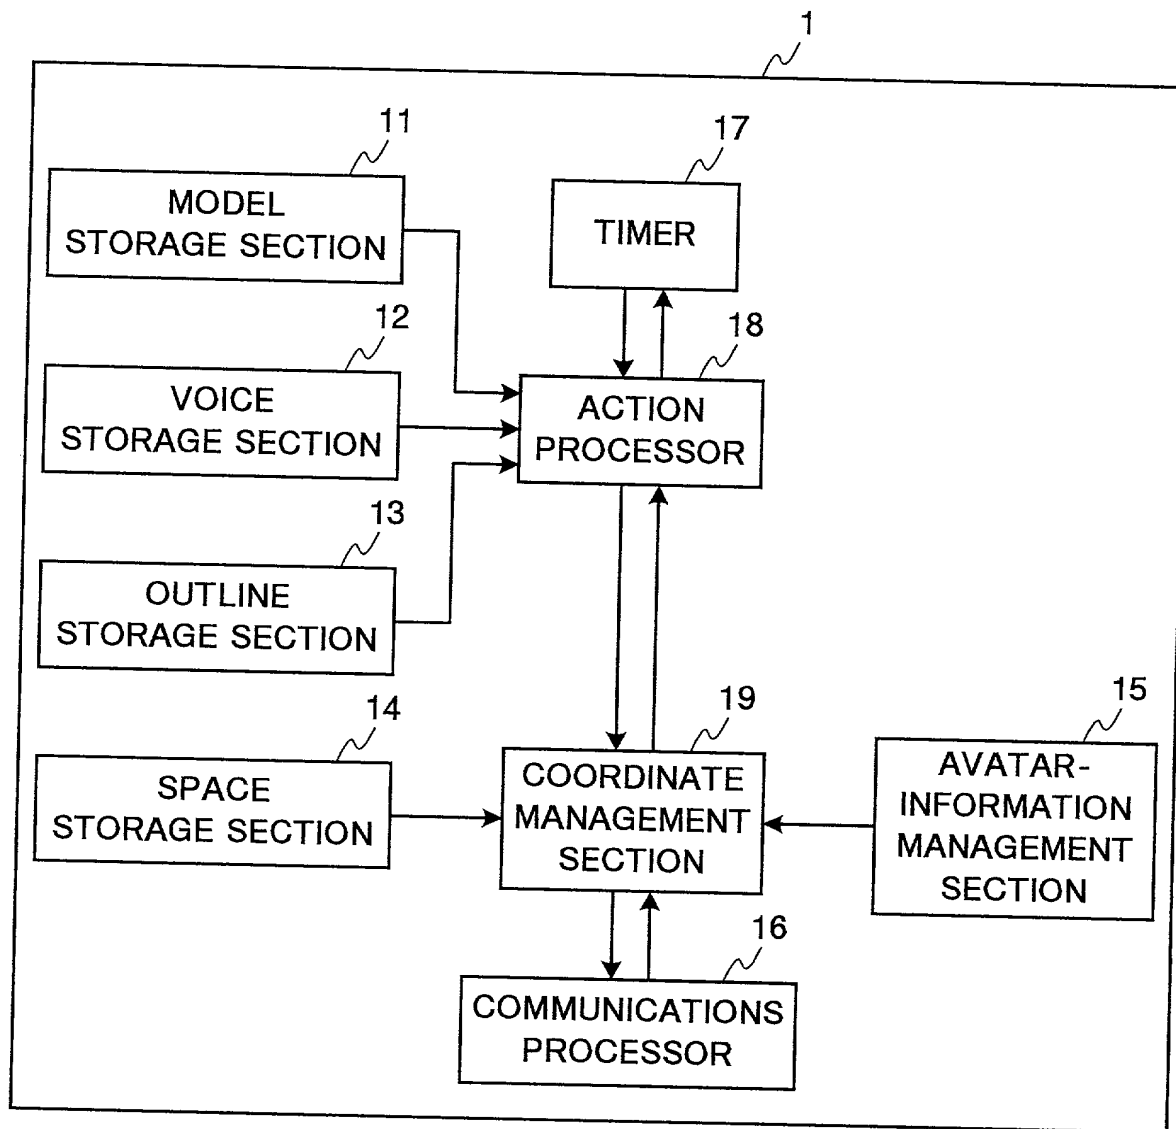 1
11
MODEL
STORAGE SECTION
17
TIMER
12
VOICE
STORAGE SECTION
18
ACTION
PROCESSOR
13
OUTLINE
STORAGE SECTION
14
SPACE
STORAGE SECTION
19
COORDINATE
MANAGEMENT
SECTION
15
AVATAR-
INFORMATION
MANAGEMENT
SECTION
16
COMMUNICATIONS
PROCESSOR